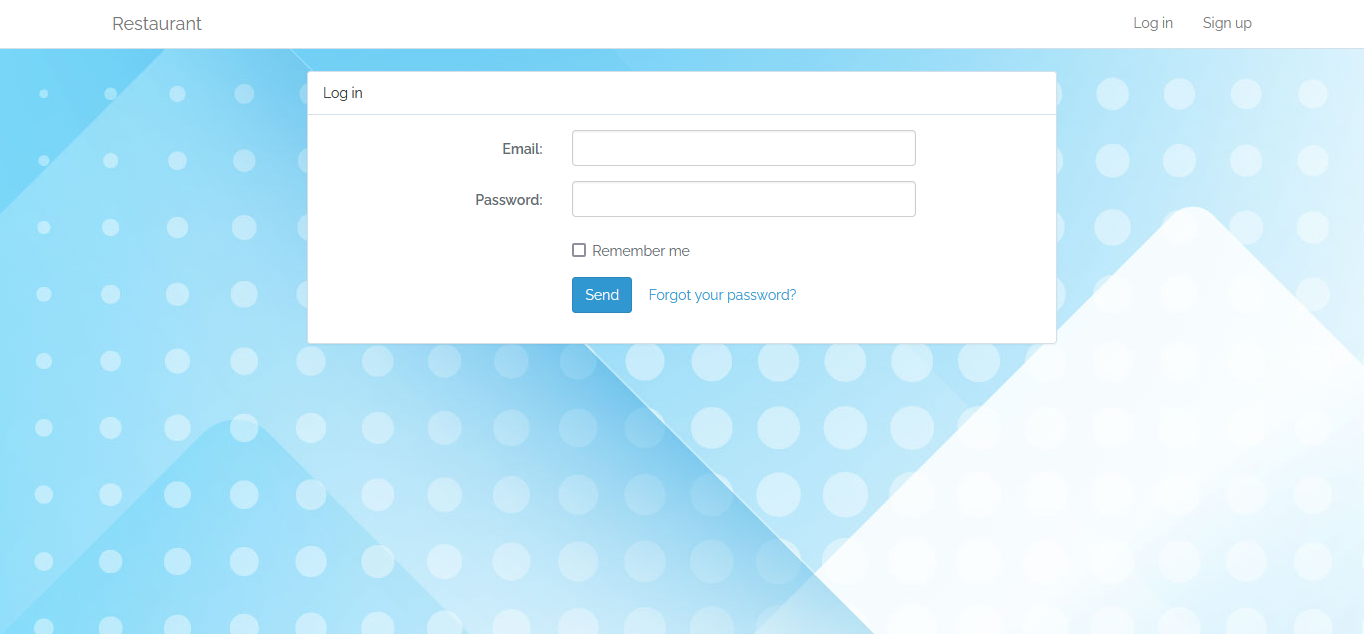 Restaurant
Log in
Sign up
Log in
Email:
Password:
Remember me
Send
Forgot your password?